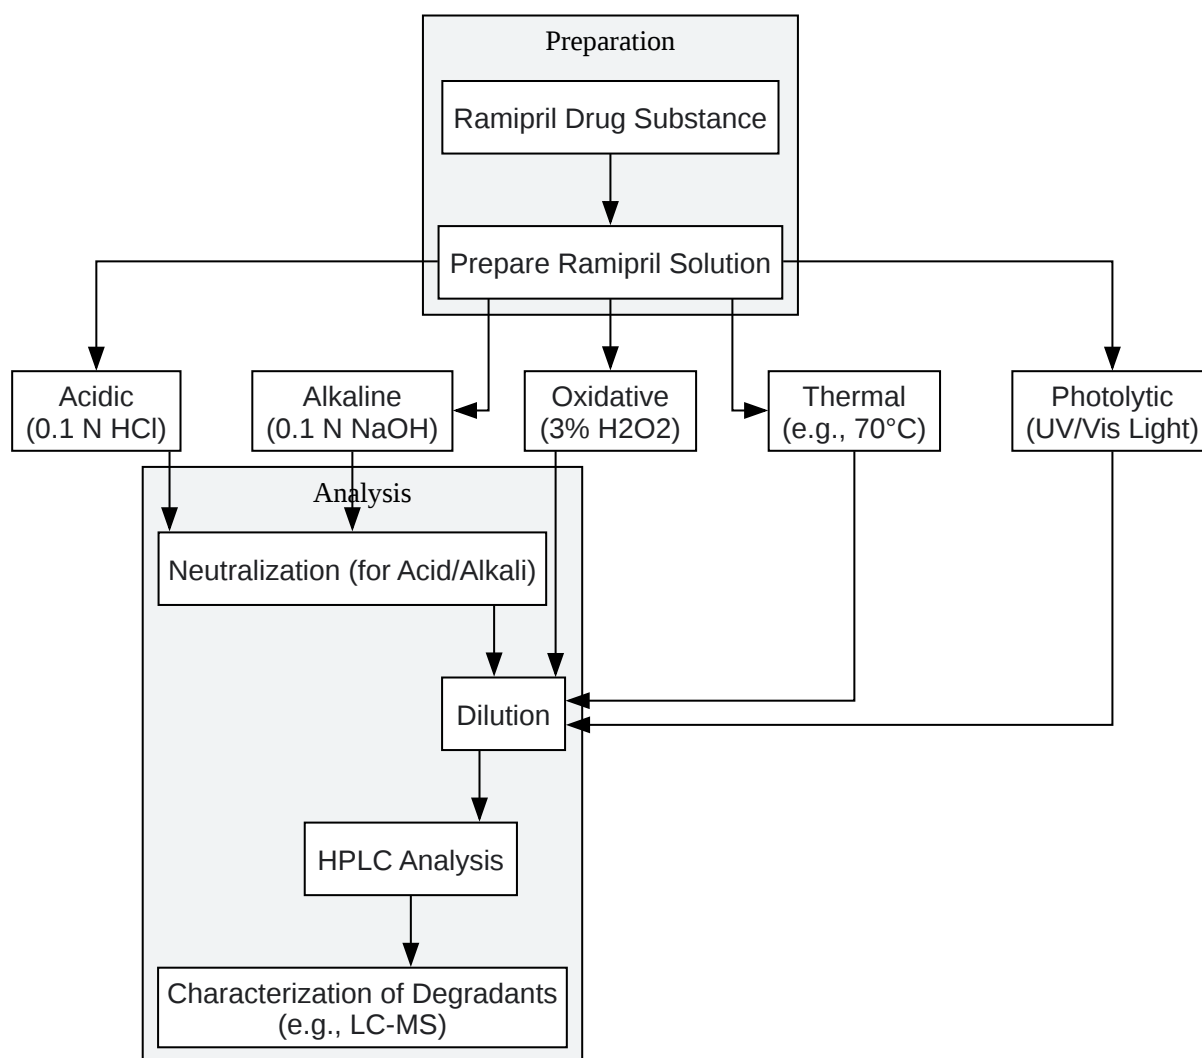 Preparation
Ramipril Drug Substance
Prepare Ramipril Solution
Acidic
(0.1 N HCl)
Alkaline
(0.1 N NaOH)
Oxidative
(3% H2O2)
Thermal
(e.g., 70°C)
Photolytic
(UV/Vis Light)
Analysis
Neutralization (for Acid/Alkali)
Dilution
HPLC Analysis
Characterization of Degradants
(e.g., LC-MS)